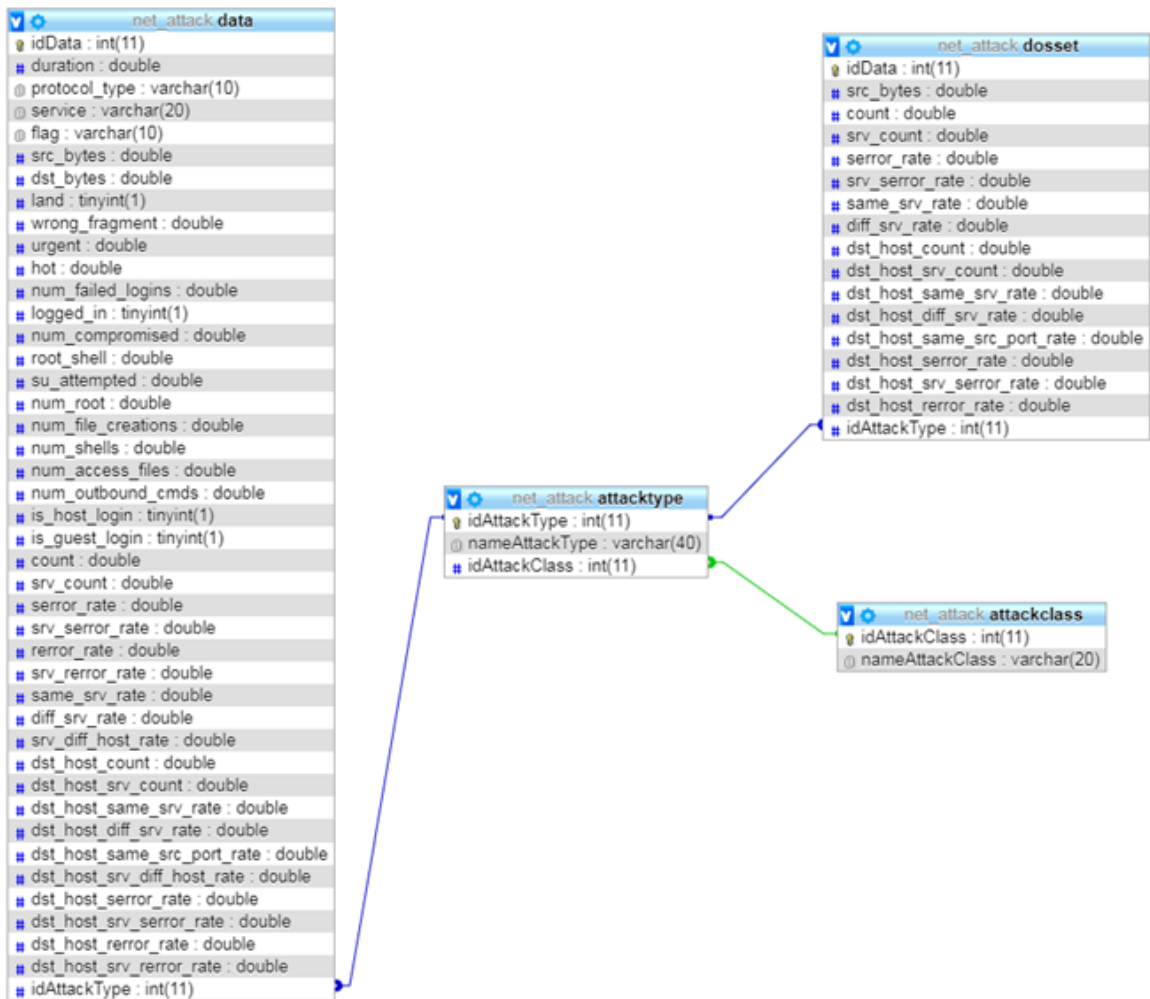 net_attack data
idData : int(11)
duration : double
protocol_type : varchar(10)
service : varchar(20)
flag : varchar(10)
src_bytes : double
dst_bytes : double
land : tinyint(1)
wrong_fragment : double
urgent : double
hot : double
num_failed_logins : double
logged_in : tinyint(1)
num_compromised : double
root_shell : double
su_attempted : double
num_root : double
num_file_creations : double
num_shells : double
num_access_files : double
num_outbound_cmds : double
is_host_login : tinyint(1)
is_guest_login : tinyint(1)
count : double
srv_count : double
serror_rate : double
srv_serror_rate : double
rerror_rate : double
srv_rerror_rate : double
same_srv_rate : double
diff_srv_rate : double
srv_diff_host_rate : double
dst_host_count : double
dst_host_srv_count : double
dst_host_same_srv_rate : double
dst_host_diff_srv_rate : double
dst_host_same_src_port_rate : double
dst_host_srv_diff_host_rate : double
dst_host_serror_rate : double
dst_host_srv_serror_rate : double
dst_host_rerror_rate : double
dst_host_srv_rerror_rate : double
idAttackType : int(11)
net_attack attacktype
idAttackType : int(11)
nameAttackType : varchar(40)
idAttackClass : int(11)
net_attack dosset
idData : int(11)
src_bytes : double
count : double
srv_count : double
serror_rate : double
srv_serror_rate : double
same_srv_rate : double
diff_srv_rate : double
dst_host_count : double
dst_host_srv_count : double
dst_host_same_srv_rate : double
dst_host_diff_srv_rate : double
dst_host_same_src_port_rate : double
dst_host_serror_rate : double
dst_host_srv_serror_rate : double
dst_host_rerror_rate : double
idAttackType : int(11)
net_attack attackclass
idAttackClass : int(11)
nameAttackClass : varchar(20)